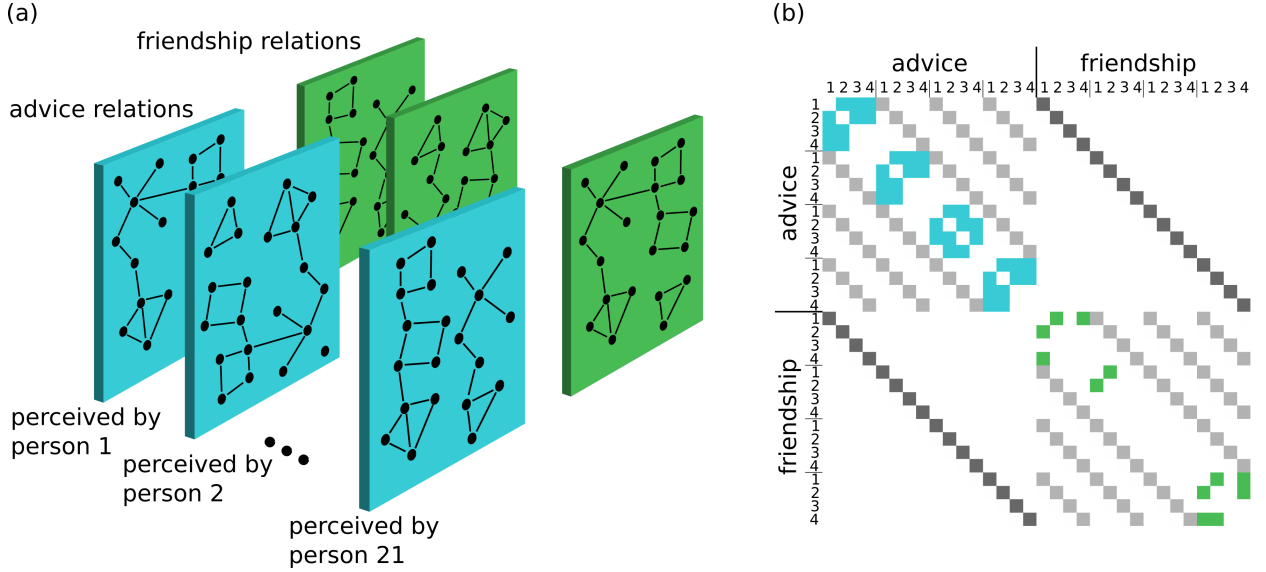 (a)
friendship relations
advice relations
perceived by
person 1
perceived by
person 2
perceived by
person 21
(b)
advice friendship
1 2 3 4 1 2 3 4 1 2 3 4 1 2 3 4 1 2 3 4 1 2 3 4 1 2 3 4 1 2 3 4
advice
1
2
3
4
1
2
3
4
1
2
3
4
1
2
3
4
friendship
1
2
3
4
1
2
3
4
1
2
3
4
1
2
3
4